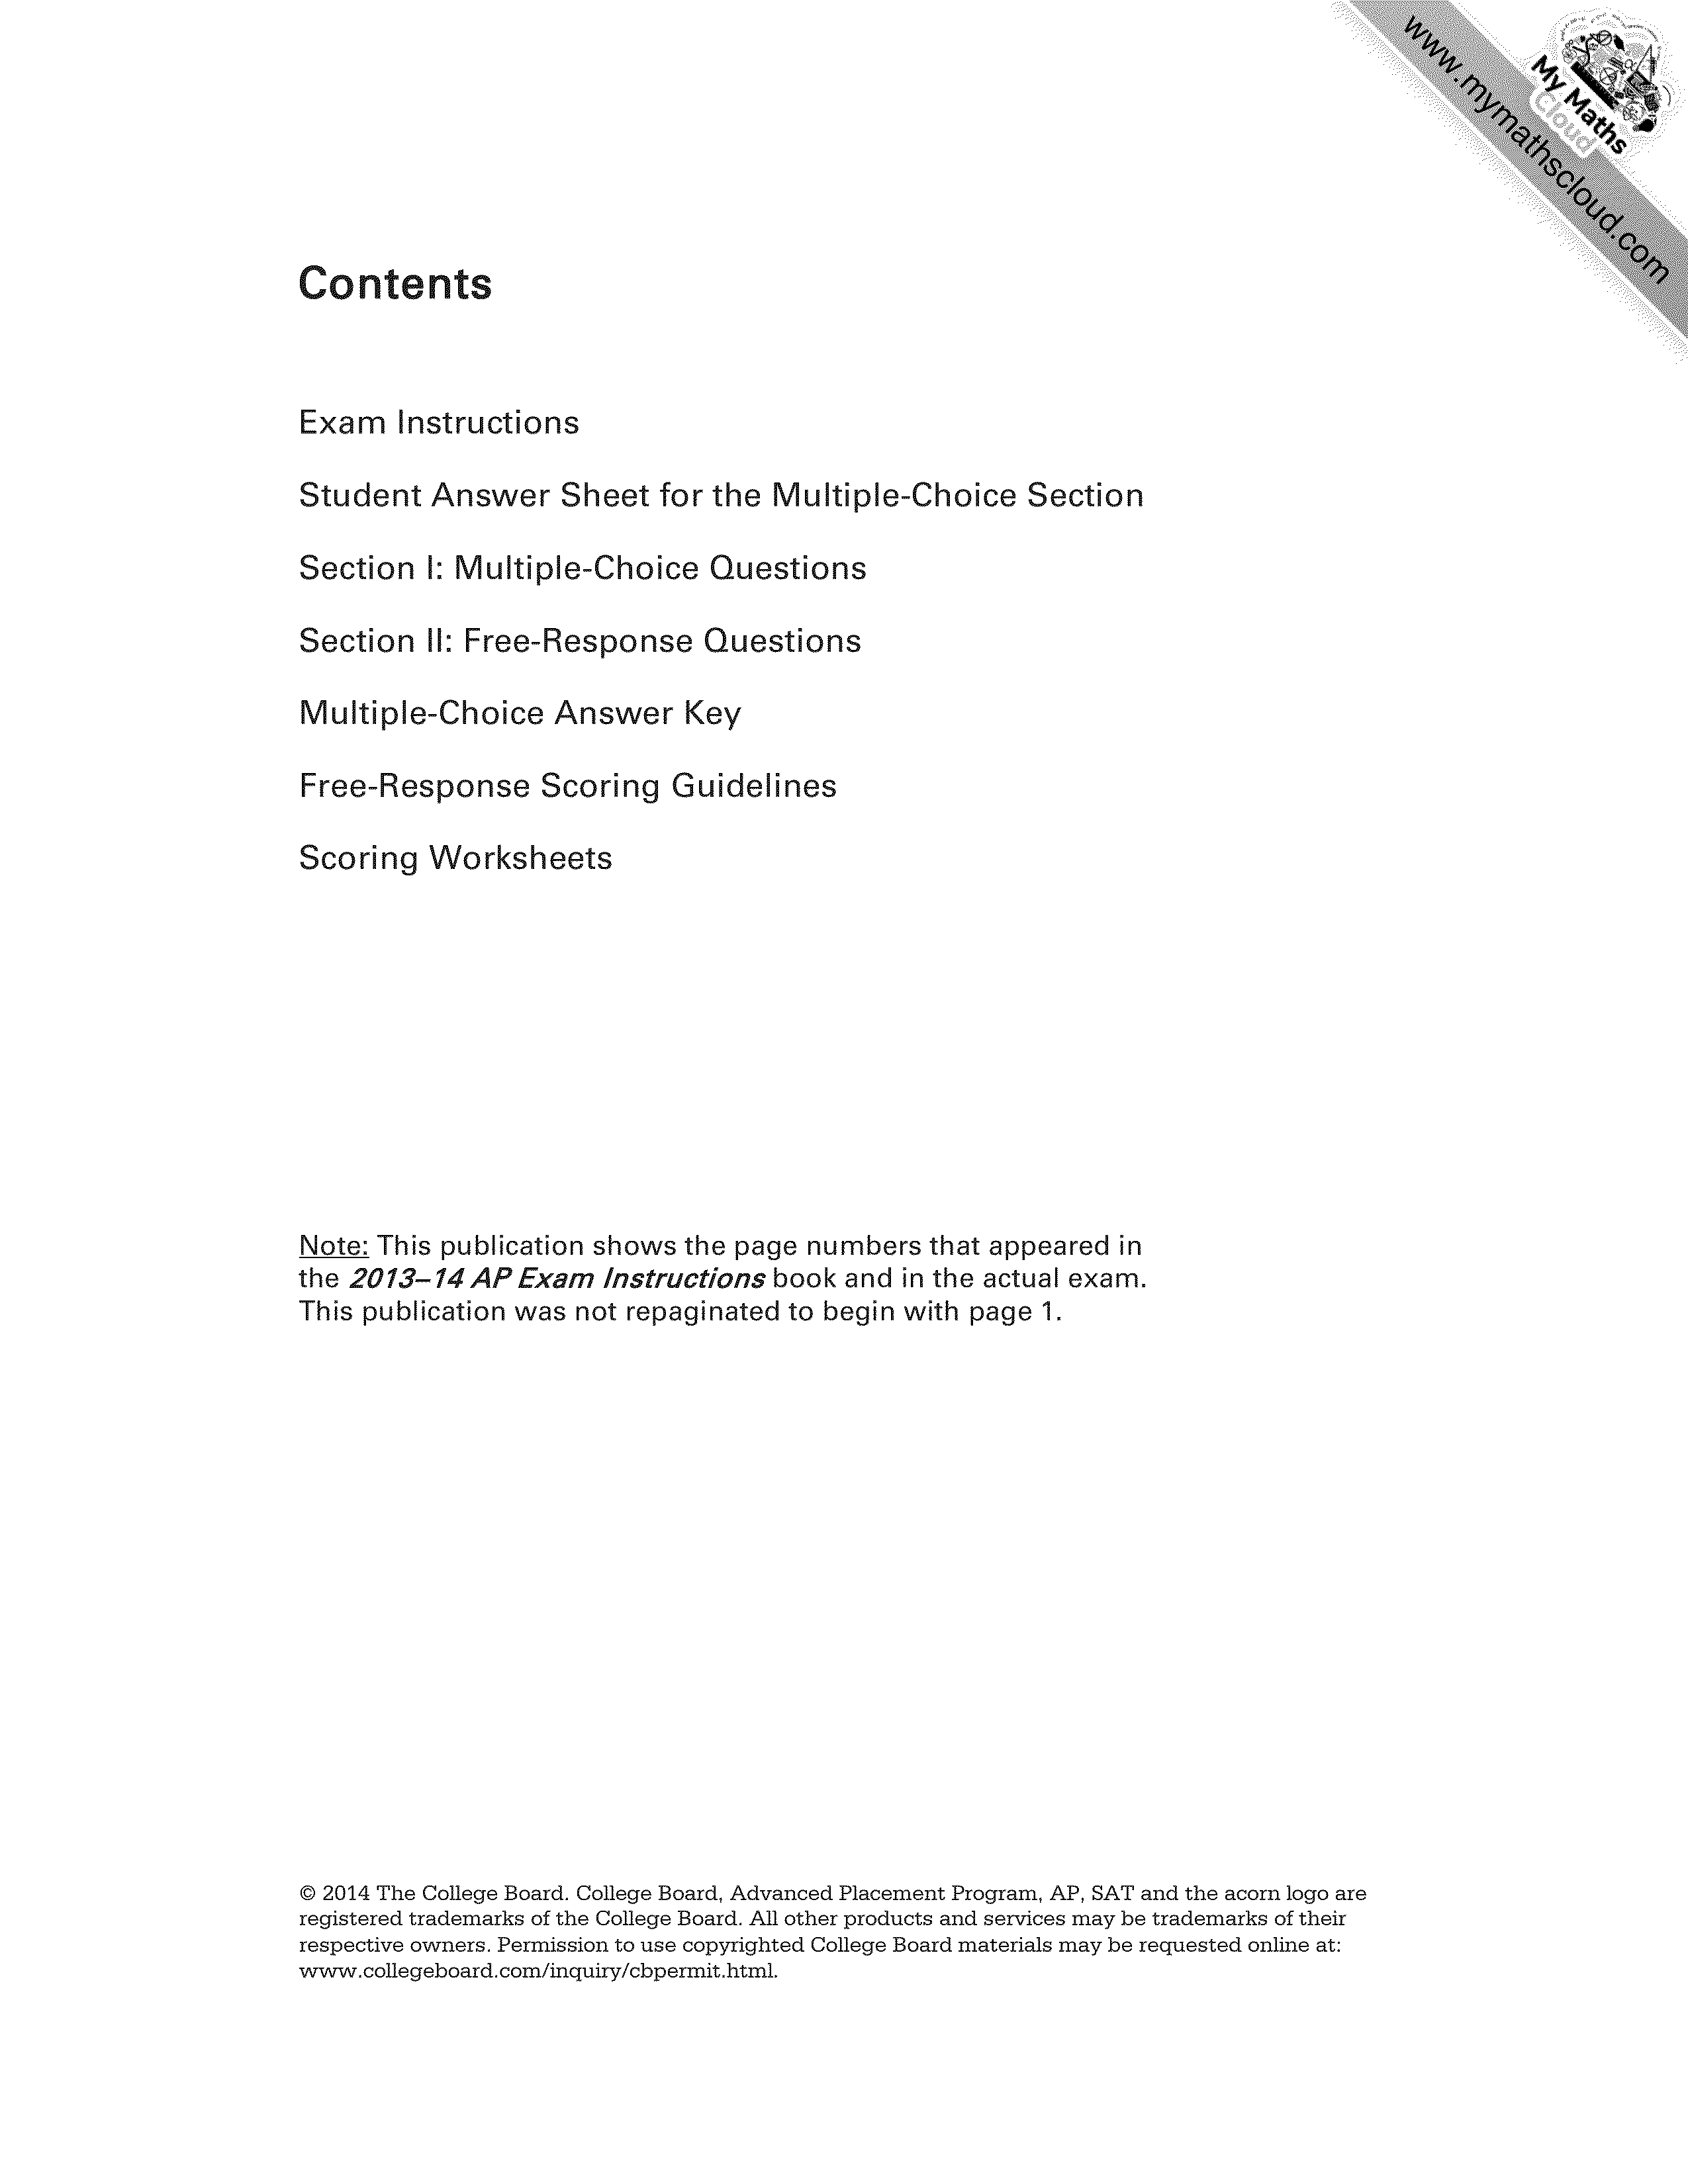 www.mymathscloud.com
My Maths
Cloud
Contents
Exam Instructions
Student Answer Sheet for the Multiple-Choice Section
Section I: Multiple-Choice Questions
Section II: Free-Response Questions
Multiple-Choice Answer Key
Free-Response Scoring Guidelines
Scoring Worksheets
Note: This publication shows the page numbers that appeared in
the 2013–14 AP Exam Instructions book and in the actual exam.
This publication was not repaginated to begin with page 1.
© 2014 The College Board. College Board, Advanced Placement Program, AP, SAT and the acorn logo are
registered trademarks of the College Board. All other products and services may be trademarks of their
respective owners. Permission to use copyrighted College Board materials may be requested online at:
www.collegeboard.com/inquiry/cbpermit.html.